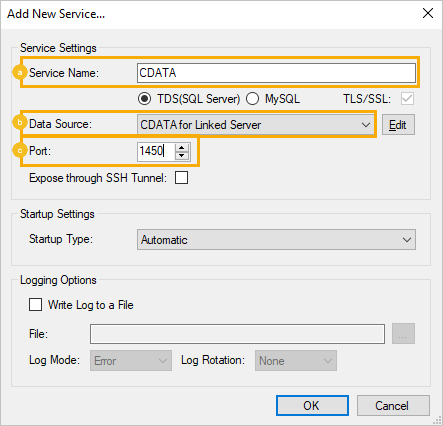 Add New Service...
Service Settings
a Service Name: CDATA
TDS(SQL Server) MySQL TLS/SSL:
b Data Source: CDATA for Linked Server Edit
c Port: 1450
Expose through SSH Tunnel:
Startup Settings
Startup Type: Automatic
Logging Options
Write Log to a File
File: ...
Log Mode: Error Log Rotation: None
OK Cancel